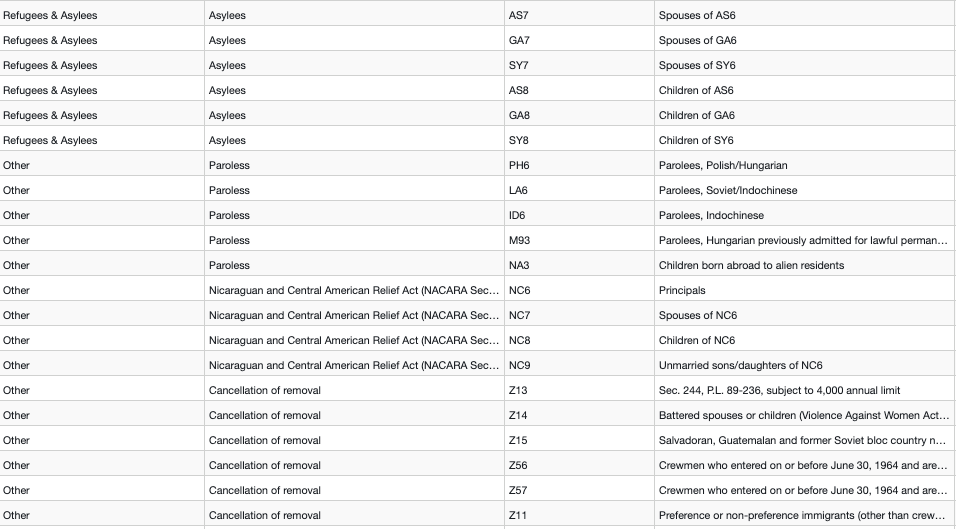 Refugees & Asylees Asylees AS7 Spouses of AS6
Refugees & Asylees Asylees GA7 Spouses of GA6
Refugees & Asylees Asylees SY7 Spouses of SY6
Refugees & Asylees Asylees AS8 Children of AS6
Refugees & Asylees Asylees GA8 Children of GA6
Refugees & Asylees Asylees SY8 Children of SY6
Other Paroless PH6 Parolees, Polish/Hungarian
Other Paroless LA6 Parolees, Soviet/Indochinese
Other Paroless ID6 Parolees, Indochinese
Other Paroless M93 Parolees, Hungarian previously admitted for lawful perman…
Other Paroless NA3 Children born abroad to alien residents
Other Nicaraguan and Central American Relief Act (NACARA Sec… NC6 Principals
Other Nicaraguan and Central American Relief Act (NACARA Sec… NC7 Spouses of NC6
Other Nicaraguan and Central American Relief Act (NACARA Sec… NC8 Children of NC6
Other Nicaraguan and Central American Relief Act (NACARA Sec… NC9 Unmarried sons/daughters of NC6
Other Cancellation of removal Z13 Sec. 244, P.L. 89-236, subject to 4,000 annual limit
Other Cancellation of removal Z14 Battered spouses or children (Violence Against Women Act…
Other Cancellation of removal Z15 Salvadoran, Guatemalan and former Soviet bloc country n…
Other Cancellation of removal Z56 Crewmen who entered on or before June 30, 1964 and are…
Other Cancellation of removal Z57 Crewmen who entered on or before June 30, 1964 and are…
Other Cancellation of removal Z11 Preference or non-preference immigrants (other than crew…